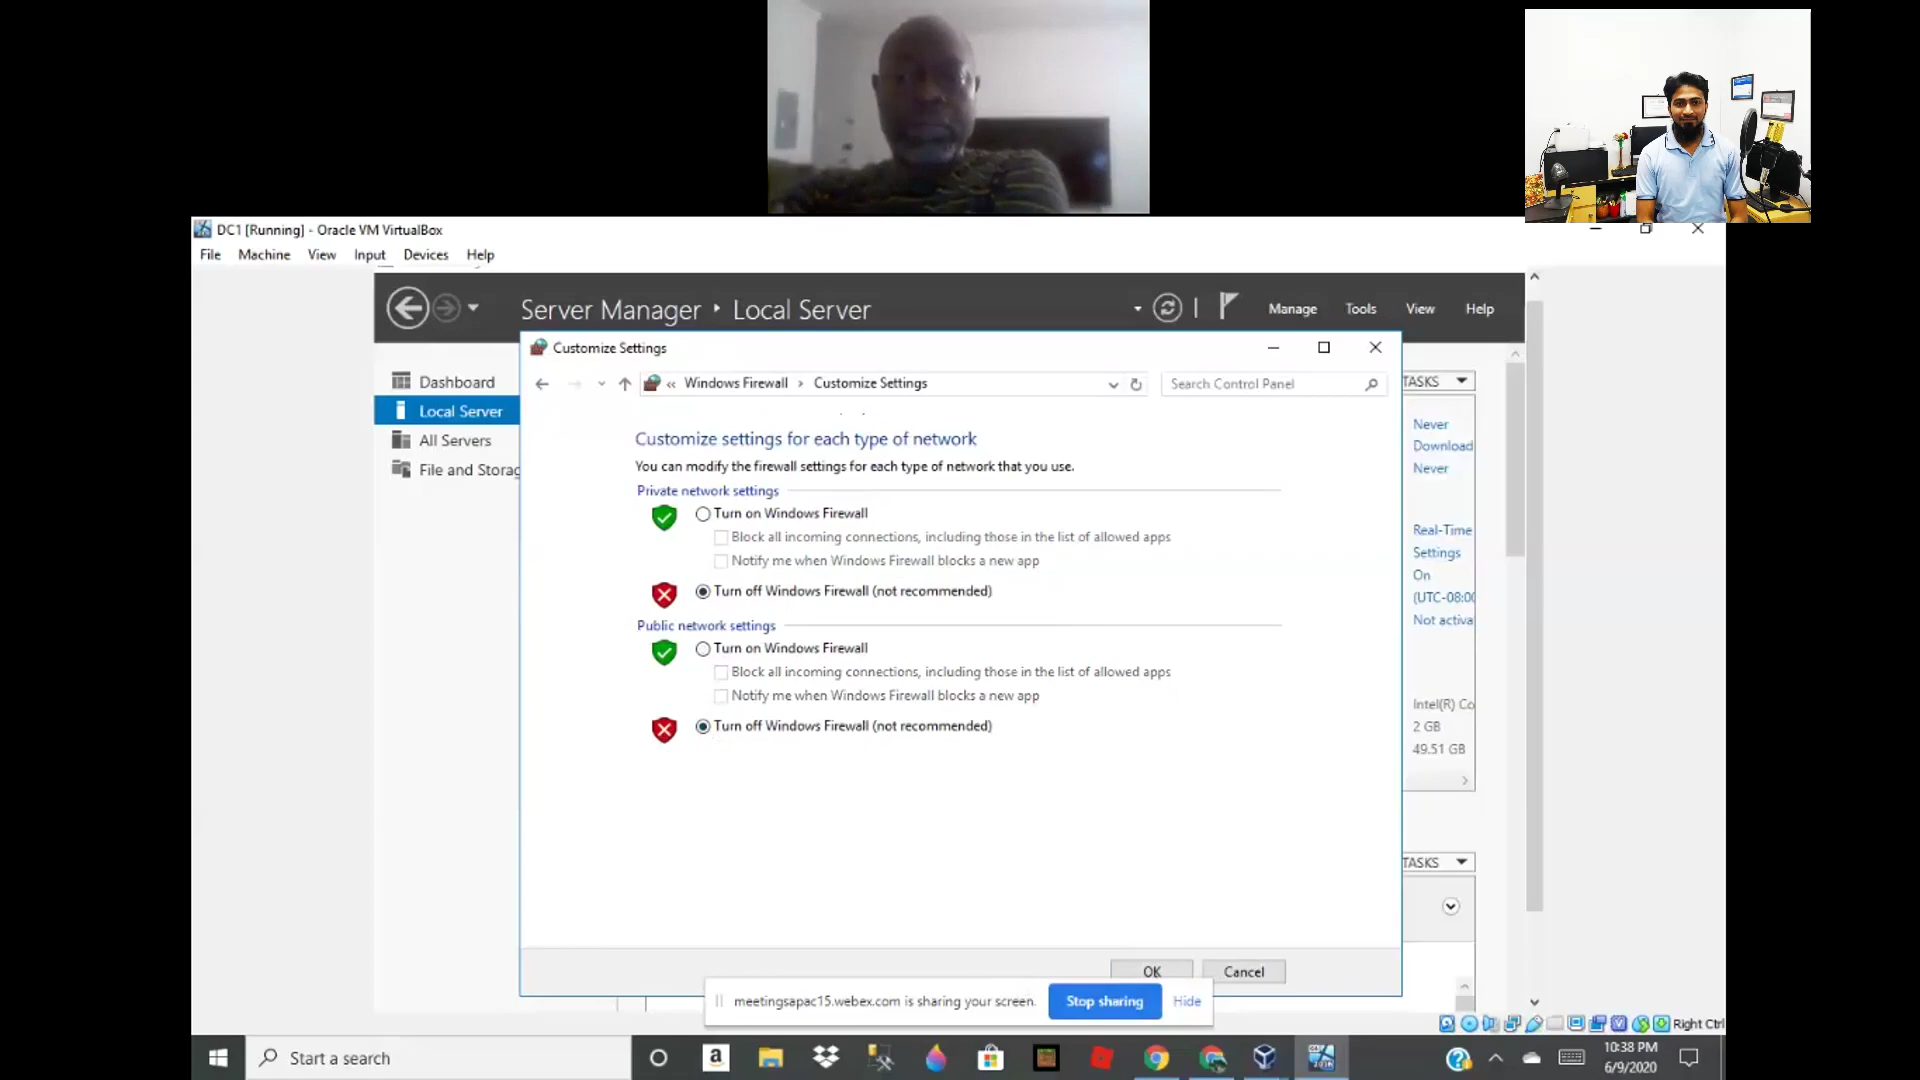 DC1 [Running] - Oracle VM VirtualBox
File Machine View Input Devices Help
Server Manager ‣ Local Server
Manage Tools View Help
Customize Settings
« Windows Firewall › Customize Settings
Search Control Panel
Dashboard
Local Server
All Servers
File and Storag
TASKS
Never
Download
Never
Real-Time
Settings
On
(UTC-08:00
Not activa
Intel(R) Co
2 GB
49.51 GB
TASKS
Customize settings for each type of network
You can modify the firewall settings for each type of network that you use.
Private network settings
Turn on Windows Firewall
Block all incoming connections, including those in the list of allowed apps
Notify me when Windows Firewall blocks a new app
Turn off Windows Firewall (not recommended)
Public network settings
Turn on Windows Firewall
Block all incoming connections, including those in the list of allowed apps
Notify me when Windows Firewall blocks a new app
Turn off Windows Firewall (not recommended)
OK Cancel
meetingsapac15.webex.com is sharing your screen. Stop sharing Hide
Right Ctrl
Start a search
10:38 PM
6/9/2020